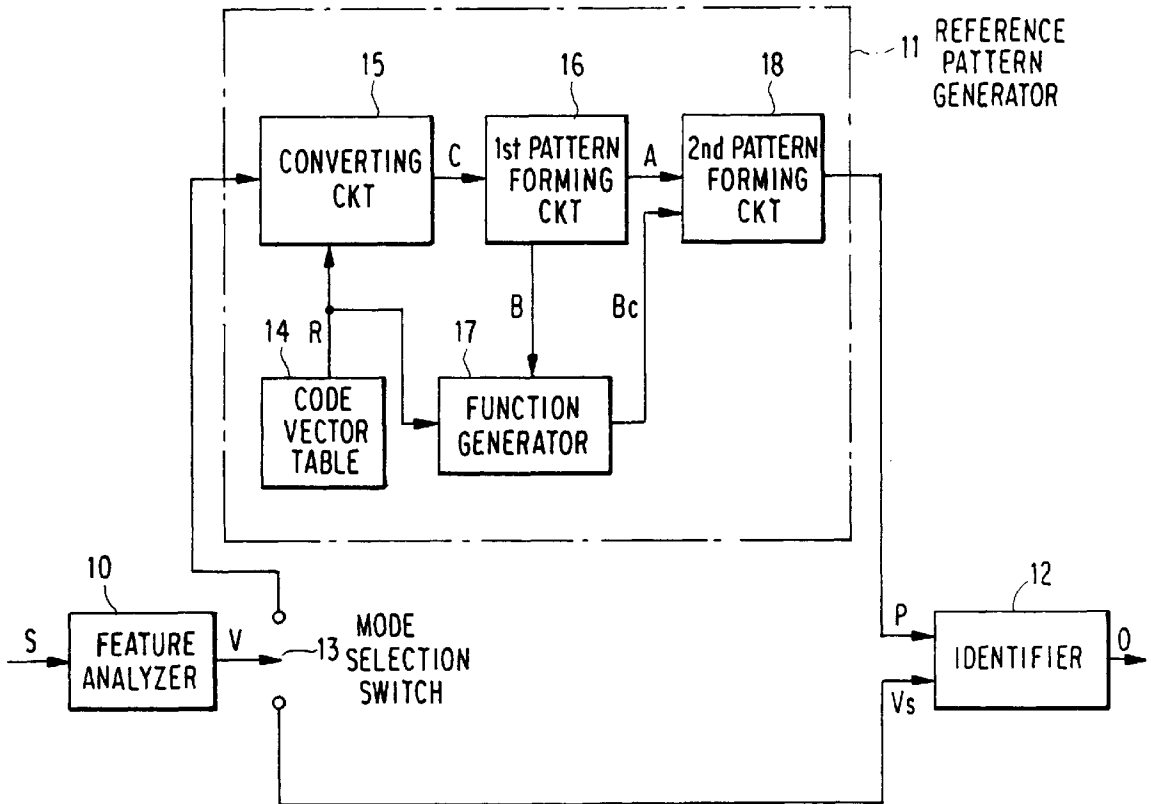 11 REFERENCE
PATTERN
GENERATOR
15
16
18
CONVERTING
CKT
C
1st PATTERN
FORMING
CKT
A
2nd PATTERN
FORMING
CKT
14
R
17
B
Bc
CODE
VECTOR
TABLE
FUNCTION
GENERATOR
10
S
FEATURE
ANALYZER
V
13 MODE
SELECTION
SWITCH
12
P
IDENTIFIER
O
Vs